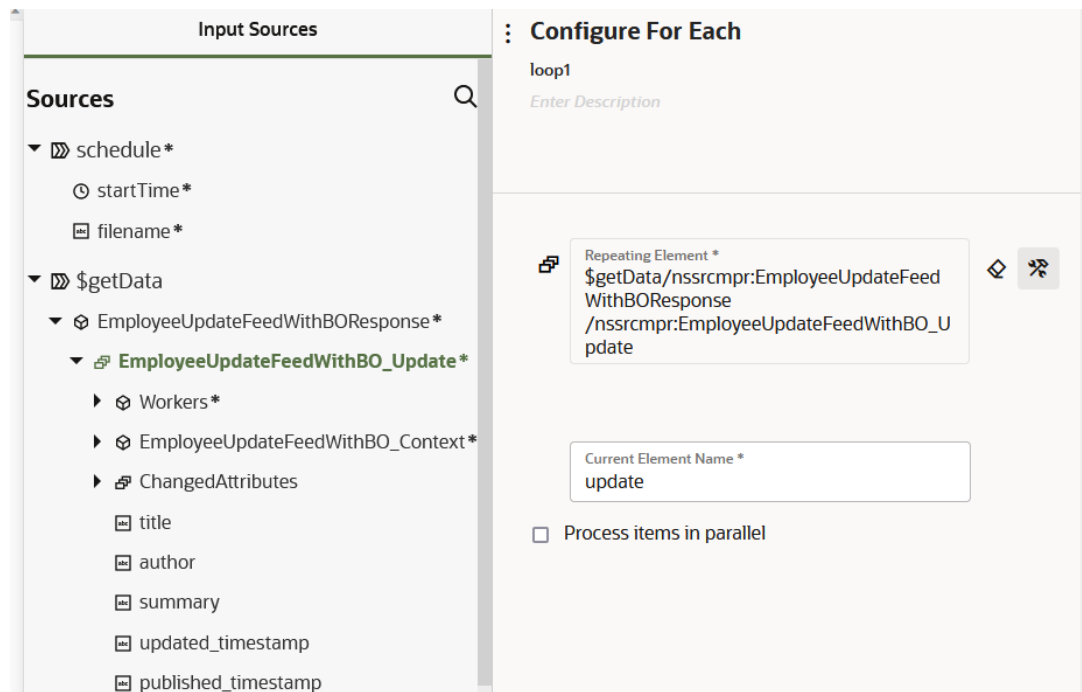 Input Sources
Sources
schedule*
startTime*
filename*
$getData
EmployeeUpdateFeedWithBOResponse*
EmployeeUpdateFeedWithBO_Update*
Workers*
EmployeeUpdateFeedWithBO_Context*
ChangedAttributes
title
author
summary
updated_timestamp
published_timestamp
Configure For Each
loop1
Enter Description
Repeating Element *
$getData/nssrcmpr:EmployeeUpdateFeed
WithBOResponse
/nssrcmpr:EmployeeUpdateFeedWithBO_U
pdate
Current Element Name *
update
Process items in parallel